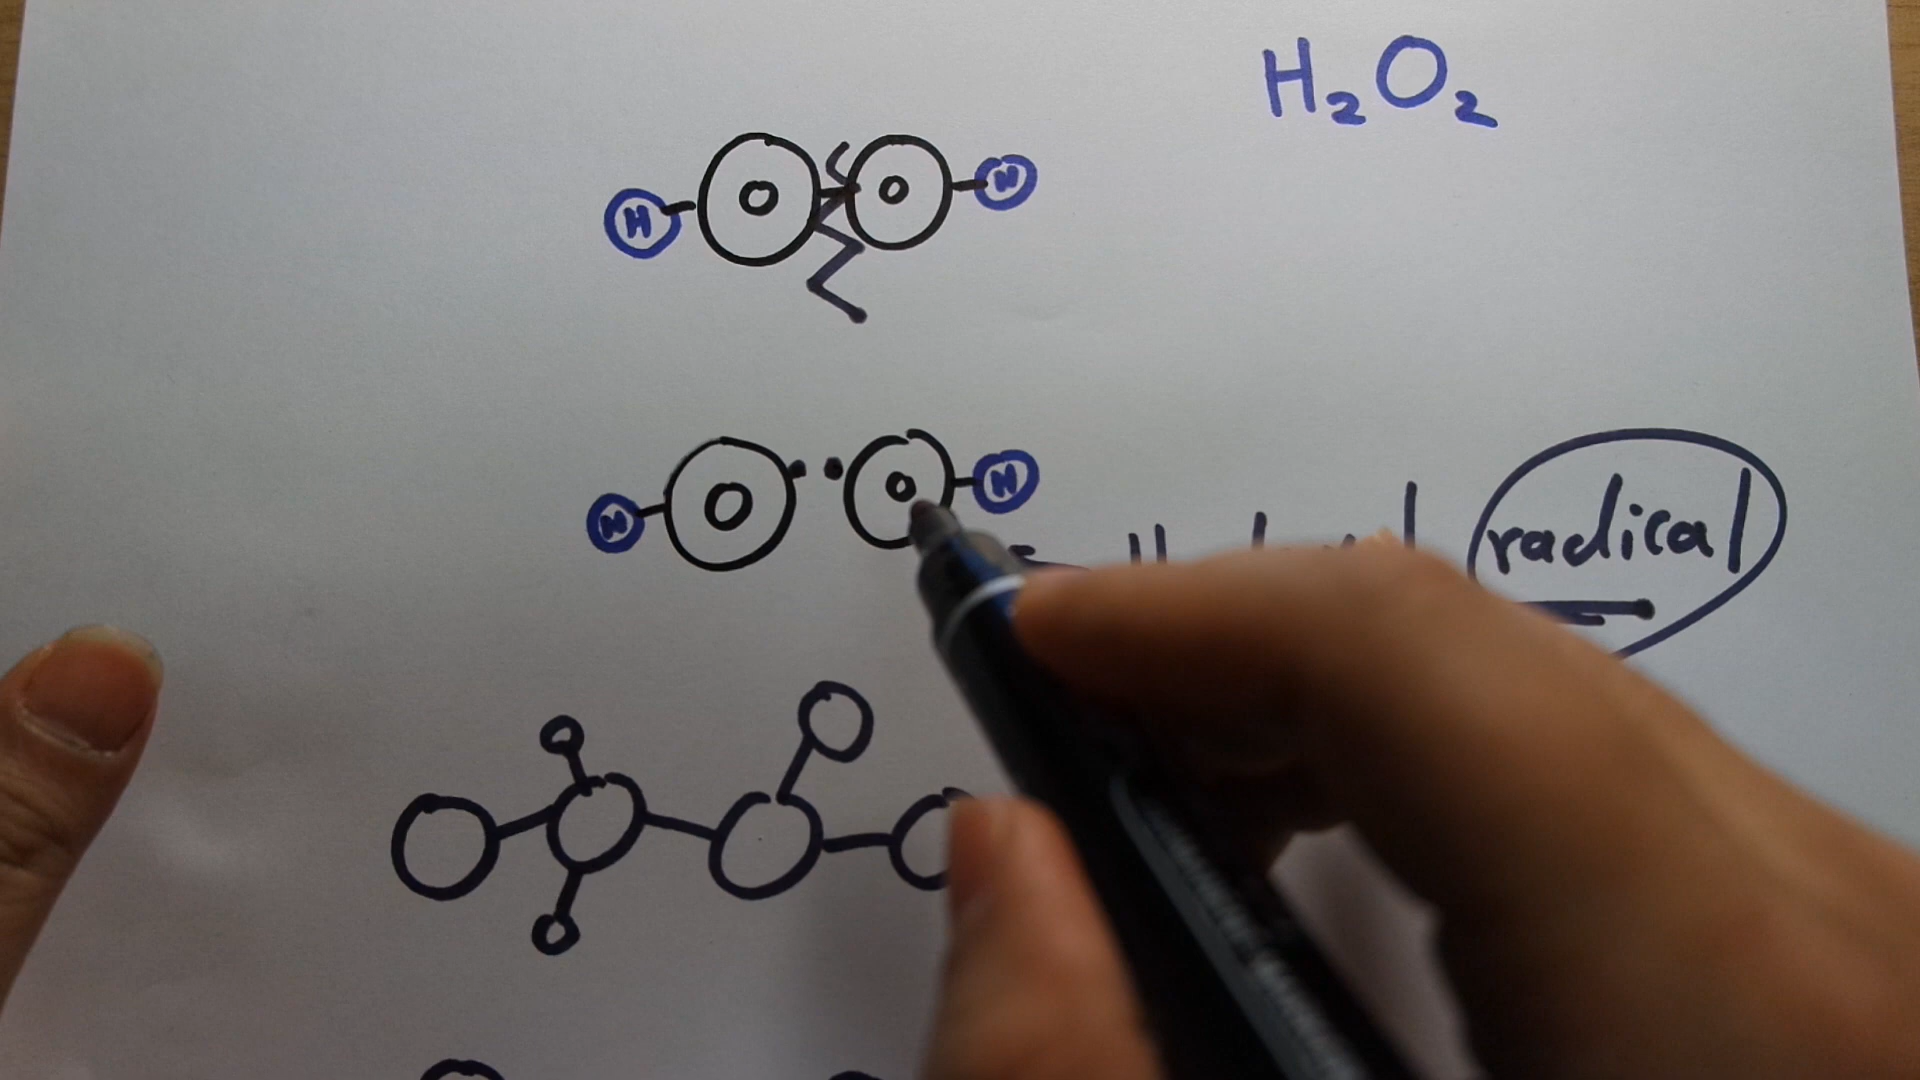 H₂O₂
H O O H
H O O H
radical